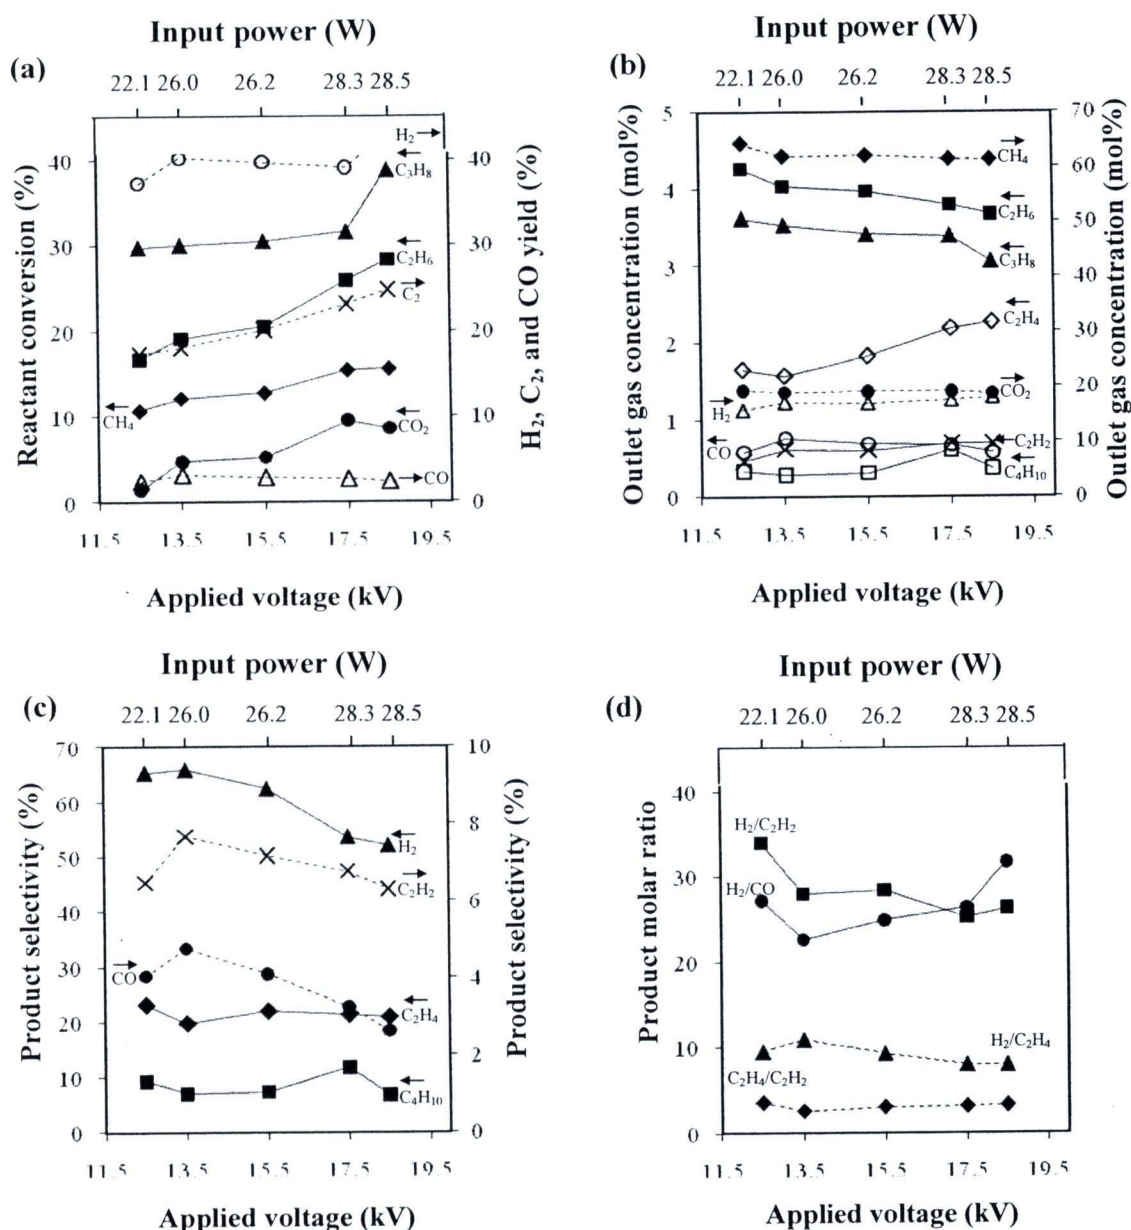 Input power (W)
(a)
22.1 26.0 26.2 28.3 28.5
Reactant conversion (%)
40
30
20
10
0
H₂
C₃H₈
C₂H₆
C₂
CH₄
CO₂
CO
40
30
20
10
0
H₂, C₂, and CO yield (%)
11.5 13.5 15.5 17.5 19.5
Applied voltage (kV)
Input power (W)
(b)
22.1 26.0 26.2 28.3 28.5
Outlet gas concentration (mol%)
5
4
3
2
1
0
CH₄
C₂H₆
C₃H₈
C₂H₄
CO₂
H₂
C₂H₂
CO
C₄H₁₀
70
60
50
40
30
20
10
0
Outlet gas concentration (mol%)
11.5 13.5 15.5 17.5 19.5
Applied voltage (kV)
Input power (W)
(c)
22.1 26.0 26.2 28.3 28.5
Product selectivity (%)
70
60
50
40
30
20
10
0
H₂
C₂H₂
CO
C₂H₄
C₄H₁₀
10
8
6
4
2
0
Product selectivity (%)
11.5 13.5 15.5 17.5 19.5
Applied voltage (kV)
Input power (W)
(d)
22.1 26.0 26.2 28.3 28.5
Product molar ratio
40
30
20
10
0
H₂/C₂H₂
H₂/CO
H₂/C₂H₄
C₂H₄/C₂H₂
11.5 13.5 15.5 17.5 19.5
Applied voltage (kV)